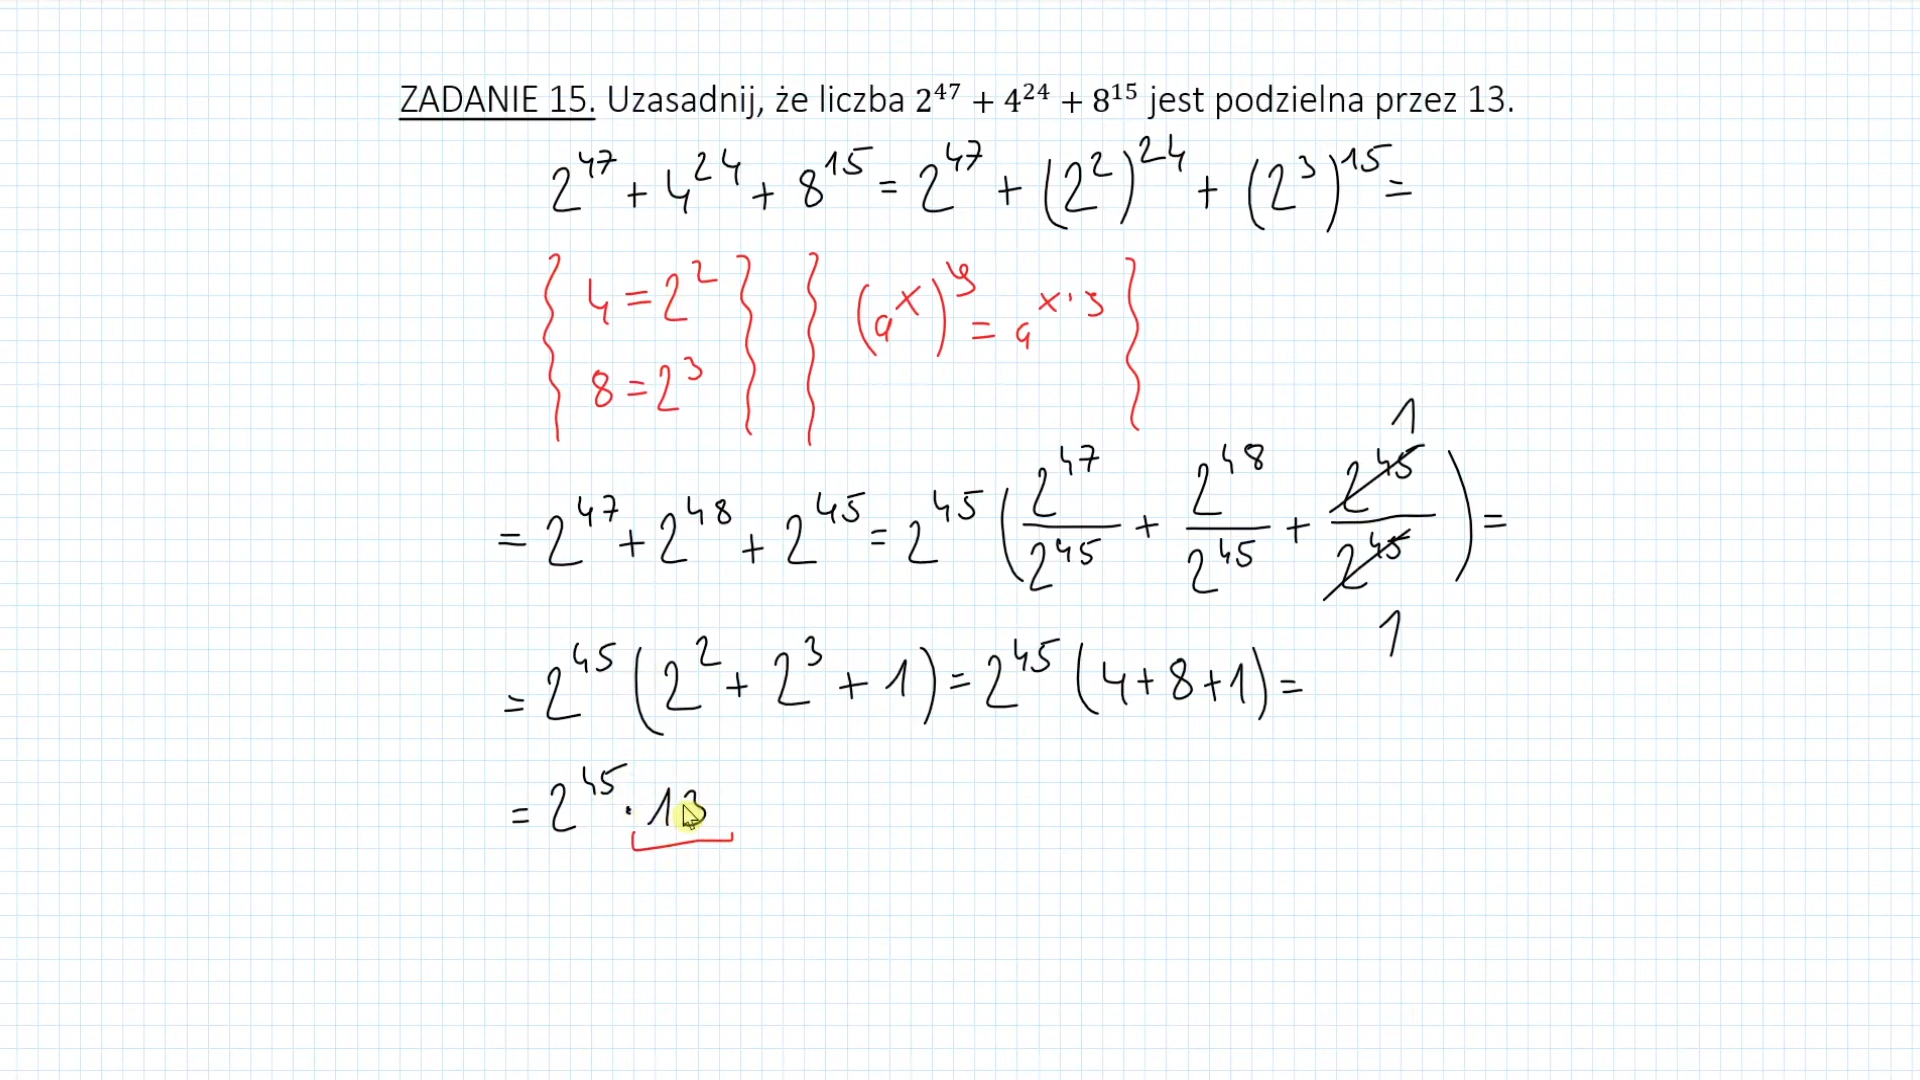 ZADANIE 15. Uzasadnij, że liczba 2^47 + 4^24 + 8^15 jest podzielna przez 13.
2^47 + 4^24 + 8^15 = 2^47 + (2^2)^24 + (2^3)^15 =
{ 4 = 2^2 } { (a^x)^y = a^(x·y) }
8 = 2^3
= 2^47 + 2^48 + 2^45 = 2^45 (2^47/2^45 + 2^48/2^45 + 2^45/2^45) =
1
1
= 2^45 (2^2 + 2^3 + 1) = 2^45 (4+8+1) =
= 2^45 · 13